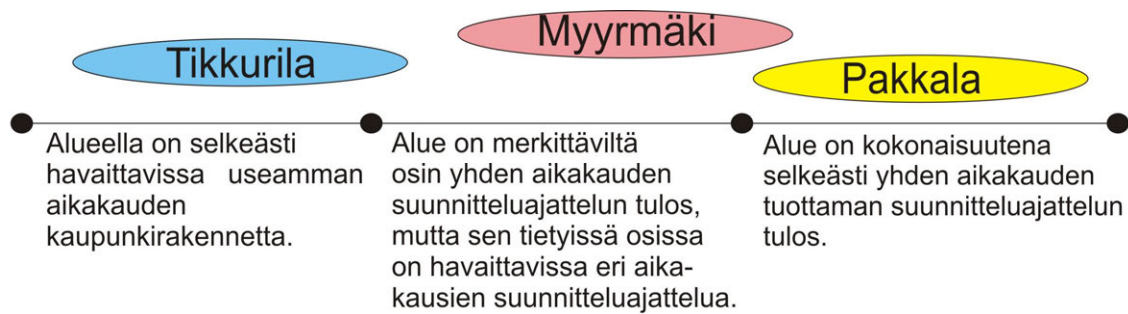 Tikkurila
Myyrmäki
Pakkala
Alueella on selkeästi
havaittavissa useamman
aikakauden
kaupunkirakennetta.
Alue on merkittäviltä
osin yhden aikakauden
suunnitteluajattelun tulos,
mutta sen tietyissä osissa
on havaittavissa eri aika-
kausien suunnitteluajattelua.
Alue on kokonaisuutena
selkeästi yhden aikakauden
tuottaman suunnitteluajattelun
tulos.